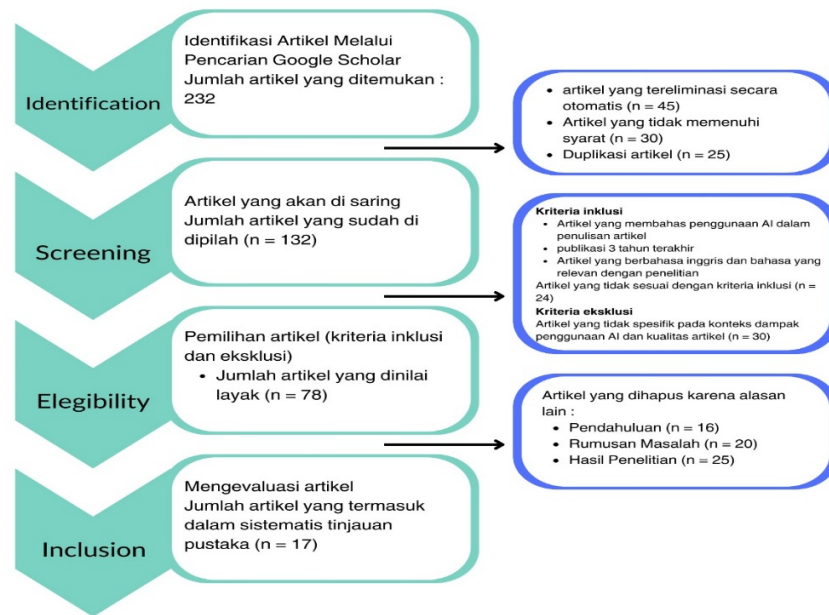 Identification
Identifikasi Artikel Melalui
Pencarian Google Scholar
Jumlah artikel yang ditemukan :
232
• artikel yang tereliminasi secara
otomatis (n = 45)
• Artikel yang tidak memenuhi
syarat (n = 30)
• Duplikasi artikel (n = 25)
Screening
Artikel yang akan di saring
Jumlah artikel yang sudah di
dipilah (n = 132)
Kriteria inklusi
• Artikel yang membahas penggunaan AI dalam
penulisan artikel
• publikasi 3 tahun terakhir
• Artikel yang berbahasa inggris dan bahasa yang
relevan dengan penelitian
Artikel yang tidak sesuai dengan kriteria inklusi (n =
24)
Kriteria eksklusi
Artikel yang tidak spesifik pada konteks dampak
penggunaan AI dan kualitas artikel (n = 30)
Elegibility
Pemilihan artikel (kriteria inklusi
dan eksklusi)
• Jumlah artikel yang dinilai
layak (n = 78)
Artikel yang dihapus karena alasan
lain :
• Pendahuluan (n = 16)
• Rumusan Masalah (n = 20)
• Hasil Penelitian (n = 25)
Inclusion
Mengevaluasi artikel
Jumlah artikel yang termasuk
dalam sistematis tinjauan
pustaka (n = 17)